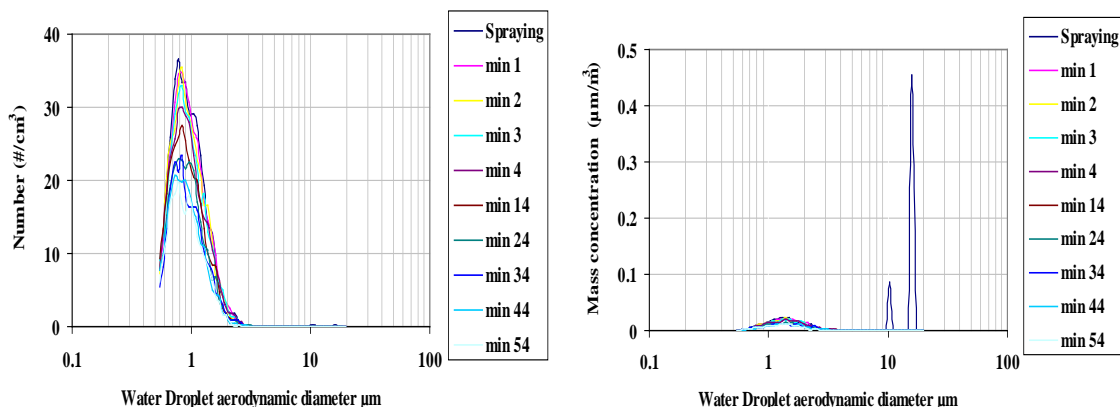 40
30
20
10
0
0.1
1
10
100
Number (#/cm³)
Water Droplet aerodynamic diameter µm
Spraying
min 1
min 2
min 3
min 4
min 14
min 24
min 34
min 44
min 54
0.5
0.4
0.3
0.2
0.1
0
0.1
1
10
100
Mass concentration (µm/m³)
Water Droplet aerodynamic diameter µm
Spraying
min 1
min 2
min 3
min 4
min 14
min 24
min 34
min 44
min 54